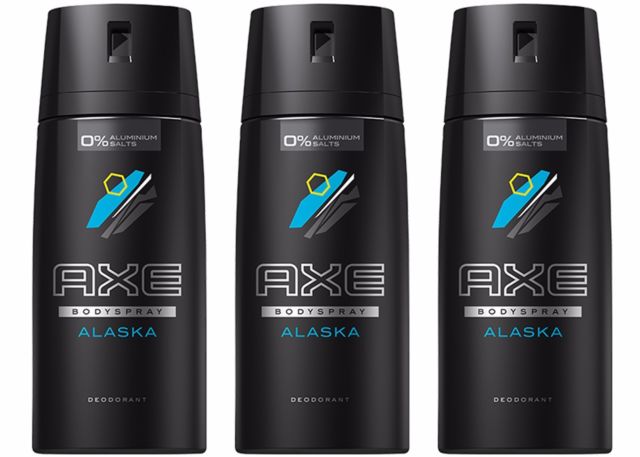 0% ALUMINIUM SALTS
AXE
BODYSPRAY
ALASKA
DEODORANT
0% ALUMINIUM SALTS
AXE
BODYSPRAY
ALASKA
DEODORANT
0% ALUMINIUM SALTS
AXE
BODYSPRAY
ALASKA
DEODORANT